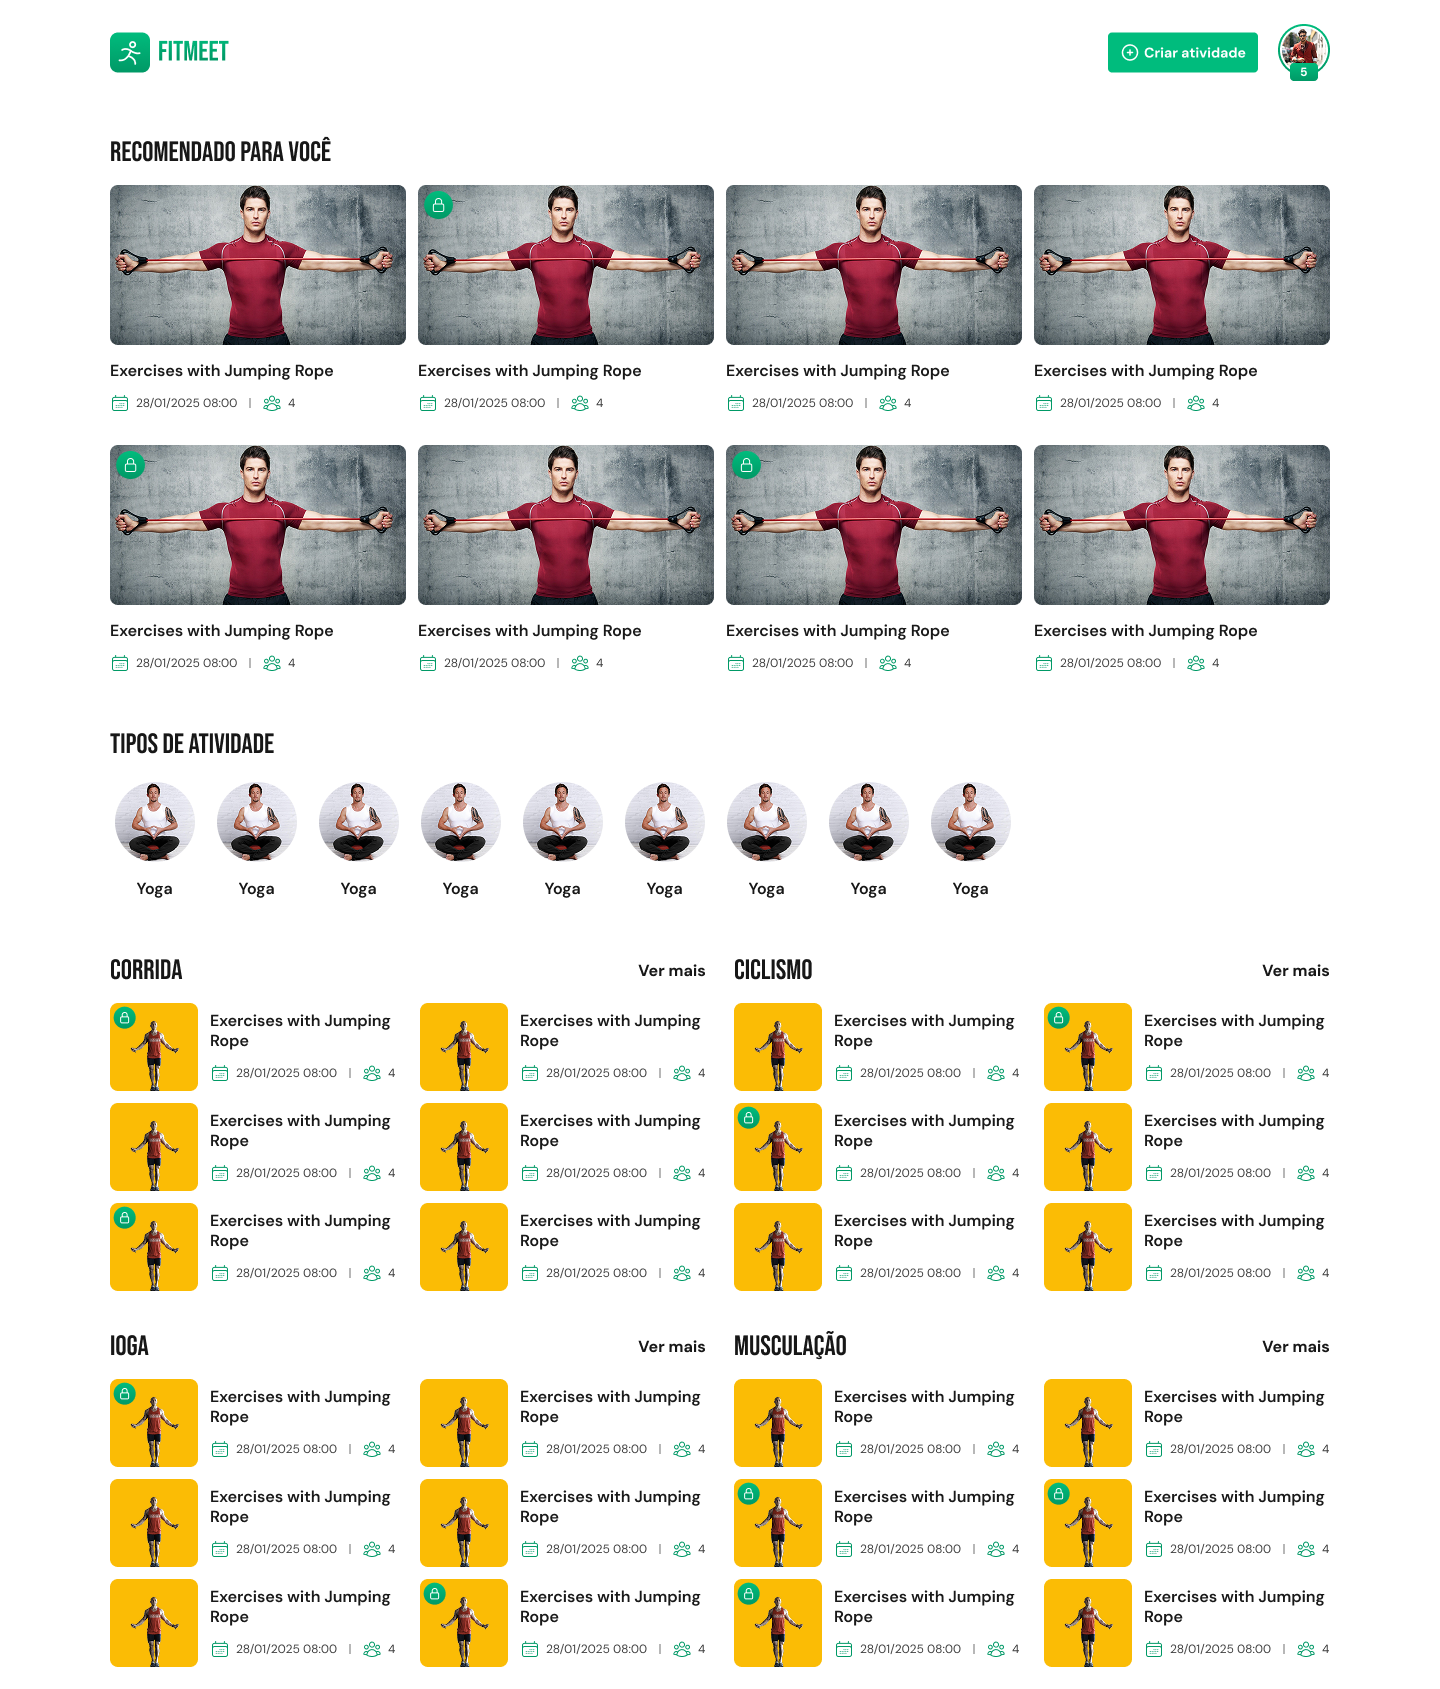 FITMEET
Criar atividade
5
RECOMENDADO PARA VOCÊ
Exercises with Jumping Rope
28/01/2025 08:00 | 4
Exercises with Jumping Rope
28/01/2025 08:00 | 4
Exercises with Jumping Rope
28/01/2025 08:00 | 4
Exercises with Jumping Rope
28/01/2025 08:00 | 4
Exercises with Jumping Rope
28/01/2025 08:00 | 4
Exercises with Jumping Rope
28/01/2025 08:00 | 4
Exercises with Jumping Rope
28/01/2025 08:00 | 4
Exercises with Jumping Rope
28/01/2025 08:00 | 4
TIPOS DE ATIVIDADE
Yoga
Yoga
Yoga
Yoga
Yoga
Yoga
Yoga
Yoga
Yoga
CORRIDA
Ver mais
Exercises with Jumping
Rope
28/01/2025 08:00 | 4
Exercises with Jumping
Rope
28/01/2025 08:00 | 4
Exercises with Jumping
Rope
28/01/2025 08:00 | 4
Exercises with Jumping
Rope
28/01/2025 08:00 | 4
Exercises with Jumping
Rope
28/01/2025 08:00 | 4
Exercises with Jumping
Rope
28/01/2025 08:00 | 4
CICLISMO
Ver mais
Exercises with Jumping
Rope
28/01/2025 08:00 | 4
Exercises with Jumping
Rope
28/01/2025 08:00 | 4
Exercises with Jumping
Rope
28/01/2025 08:00 | 4
Exercises with Jumping
Rope
28/01/2025 08:00 | 4
Exercises with Jumping
Rope
28/01/2025 08:00 | 4
Exercises with Jumping
Rope
28/01/2025 08:00 | 4
IOGA
Ver mais
Exercises with Jumping
Rope
28/01/2025 08:00 | 4
Exercises with Jumping
Rope
28/01/2025 08:00 | 4
Exercises with Jumping
Rope
28/01/2025 08:00 | 4
Exercises with Jumping
Rope
28/01/2025 08:00 | 4
Exercises with Jumping
Rope
28/01/2025 08:00 | 4
Exercises with Jumping
Rope
28/01/2025 08:00 | 4
MUSCULAÇÃO
Ver mais
Exercises with Jumping
Rope
28/01/2025 08:00 | 4
Exercises with Jumping
Rope
28/01/2025 08:00 | 4
Exercises with Jumping
Rope
28/01/2025 08:00 | 4
Exercises with Jumping
Rope
28/01/2025 08:00 | 4
Exercises with Jumping
Rope
28/01/2025 08:00 | 4
Exercises with Jumping
Rope
28/01/2025 08:00 | 4